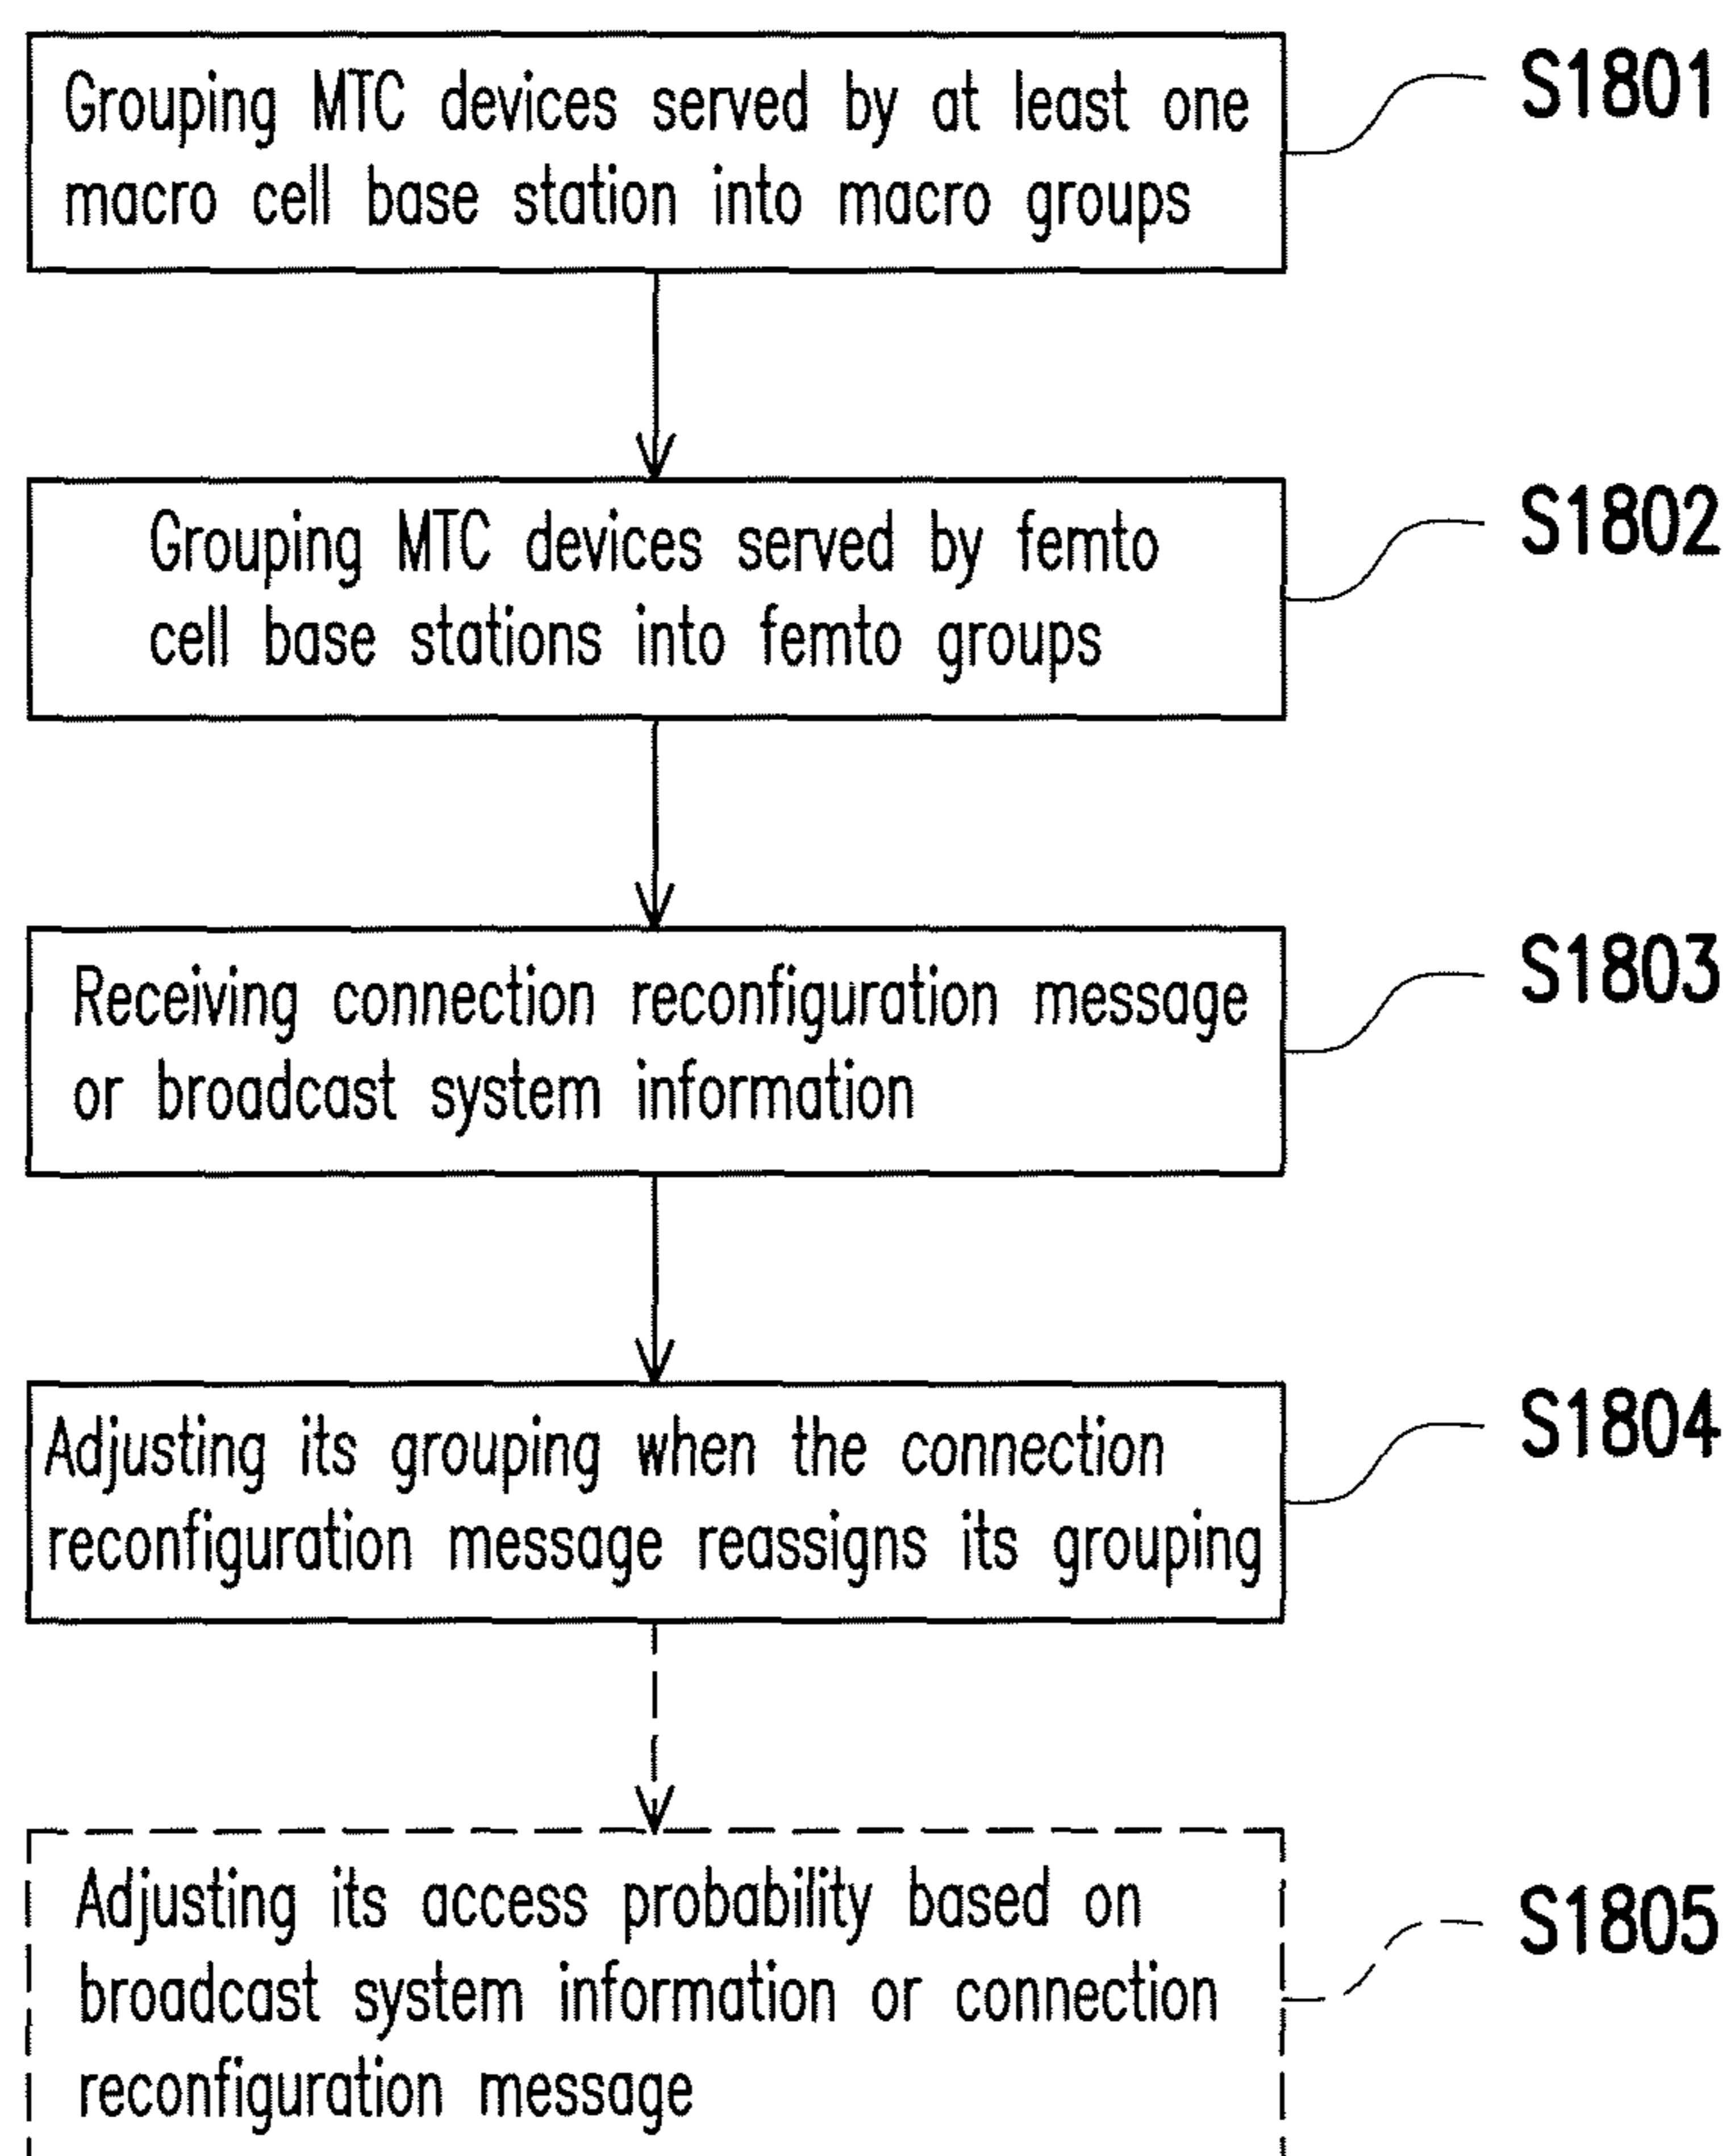 Grouping MTC devices served by at least one
macro cell base station into macro groups
S1801
Grouping MTC devices served by femto
cell base stations into femto groups
S1802
Receiving connection reconfiguration message
or broadcast system information
S1803
Adjusting its grouping when the connection
reconfiguration message reassigns its grouping
S1804
Adjusting its access probability based on
broadcast system information or connection
reconfiguration message
S1805